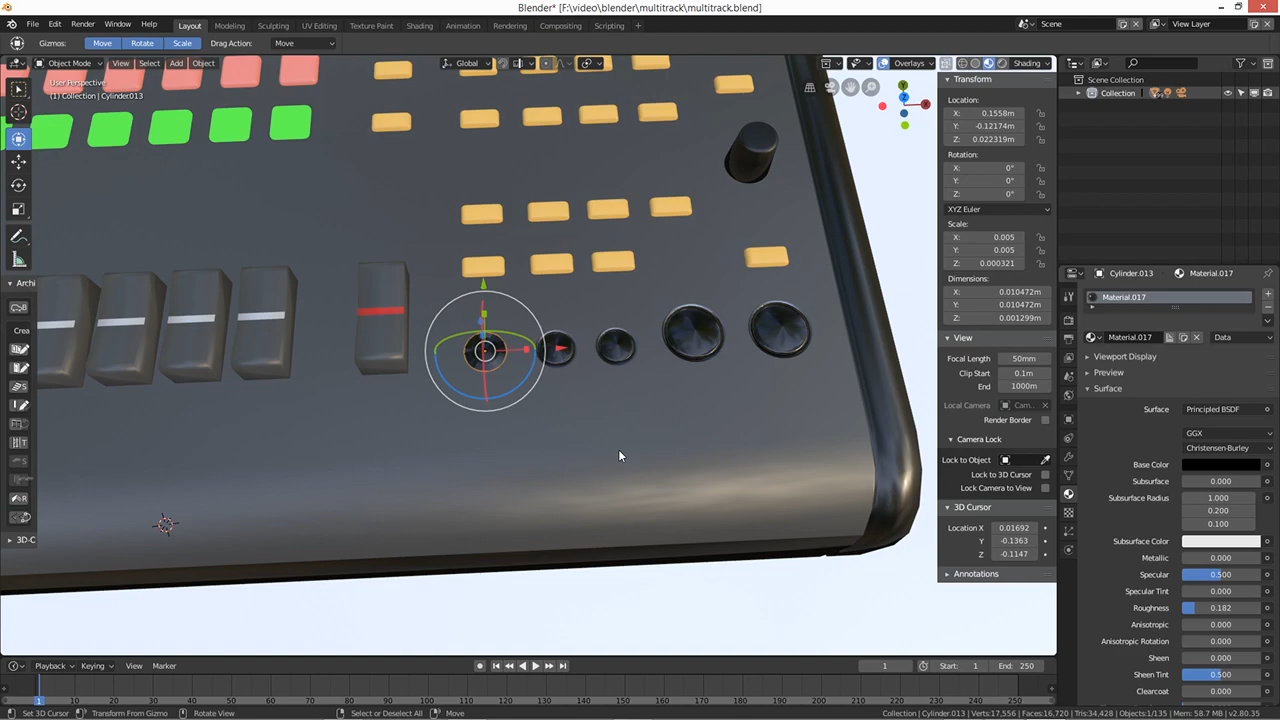 Blender* [F:\video\blender\multitrack\multitrack.blend]
File Edit Render Window Help Layout Modeling Sculpting UV Editing Texture Paint Shading Animation Rendering Compositing Scripting Scene View Layer
Gizmos: Move Rotate Scale Drag Action: Move
Object Mode View Select Add Object Global Overlays Shading
User Perspective
(1) Collection | Cylinder013
Archi
Crea
3D-C
Transform
Location:
X: 0.1558m
Y: -0.12174m
Z: 0.022319m
Rotation:
X: 0°
Y: 0°
Z: 0°
XYZ Euler
Scale:
X: 0.005
Y: 0.005
Z: 0.000321
Dimensions:
X: 0.010472m
Y: 0.010472m
Z: 0.001299m
View
Focal Length 50mm
Clip Start 0.1m
End 1000m
Local Camera Cam..
Render Border
Camera Lock
Lock to Object
Lock to 3D Cursor
Lock Camera to View
3D Cursor
Location X 0.01692
Y -0.1363
Z -0.1147
Annotations
Scene Collection
Collection
Cylinder.013 Material.017
Material.017
Material.017 Data
Viewport Display
Preview
Surface
Surface: Principled BSDF
GGX
Christensen-Burley
Base Color
Subsurface: 0.000
Subsurface Radius 1.000
0.200
0.100
Subsurface Color
Metallic: 0.000
Specular: 0.500
Specular Tint: 0.000
Roughness: 0.182
Anisotropic: 0.000
Anisotropic Rotation: 0.000
Sheen: 0.000
Sheen Tint: 0.500
Clearcoat: 0.000
Playback Keying View Marker 1 Start: 1 End: 250
1 10 20 30 40 50 60 70 80 90 100 110 120 130 140 150 160 170 180 190 200 210 220 230 240 250
Set 3D Cursor Transform From Gizmo Rotate View Select or Deselect All Move Collection | Cylinder.013 | Verts:17,556 | Faces:16,720 | Tris:34,428 | Objects:1/135 | Mem: 58.7 MB | v2.80.35